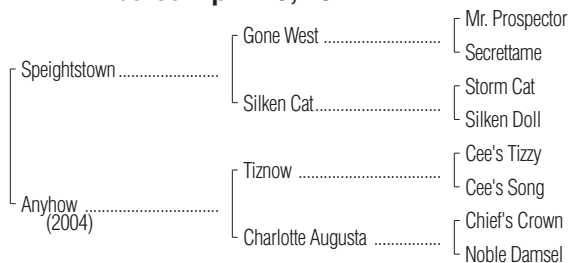 Gone West
Mr. Prospector
Secrettame
Speightstown
Silken Cat
Storm Cat
Silken Doll
Tiznow
Cee's Tizzy
Cee's Song
Anyhow
(2004)
Charlotte Augusta
Chief's Crown
Noble Damsel